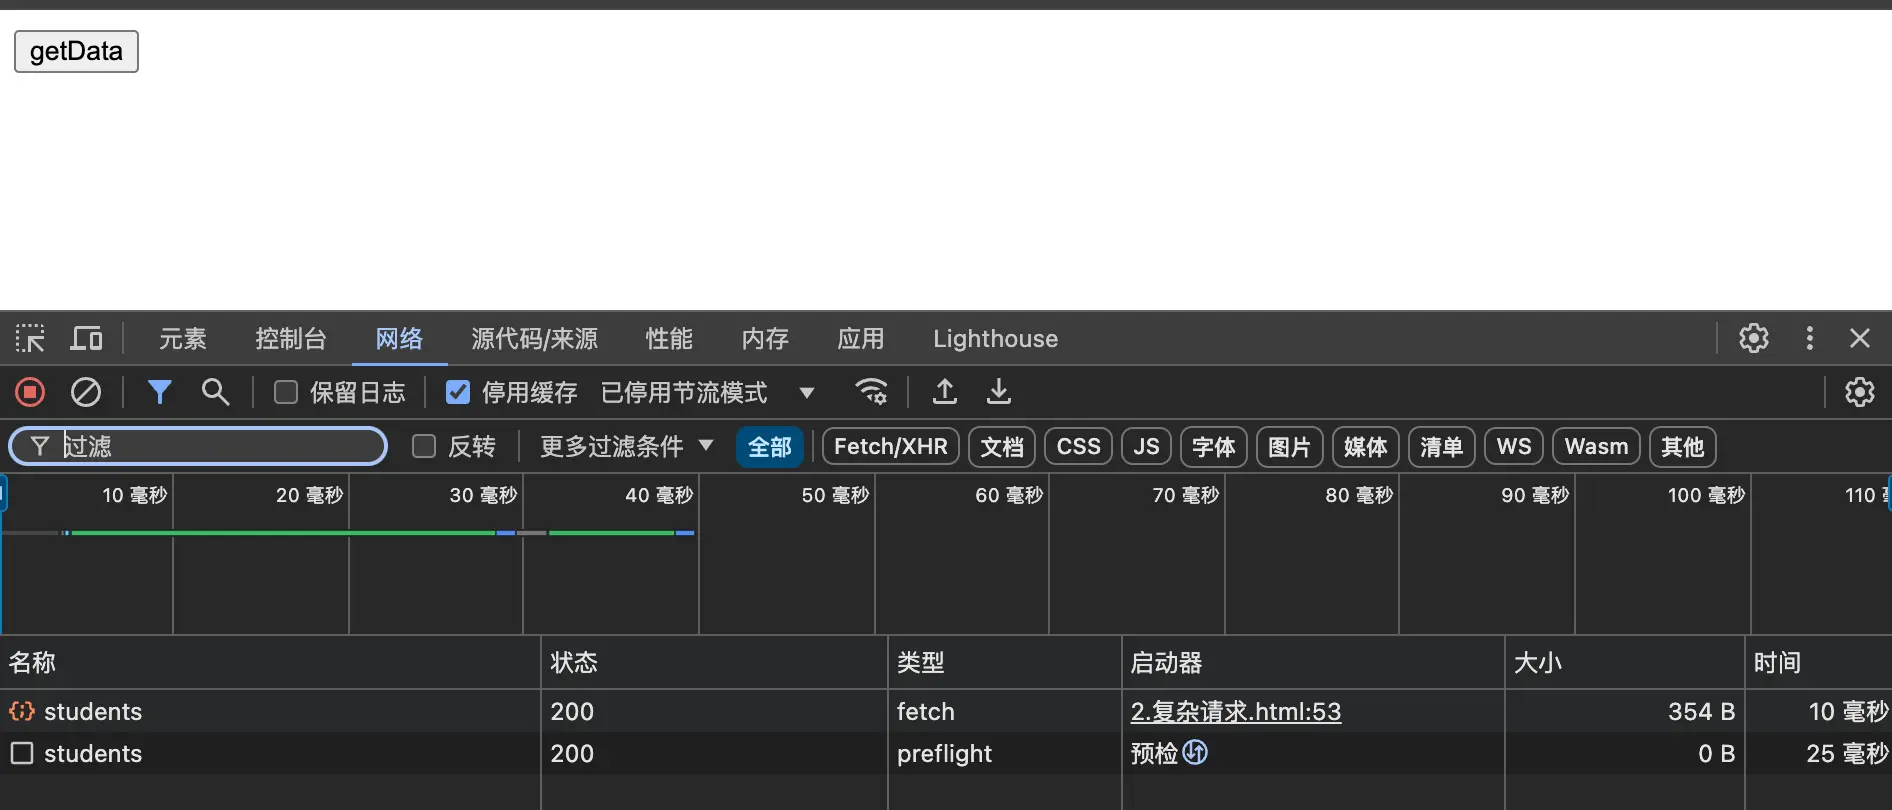 getData
元素 控制台 网络 源代码/来源 性能 内存 应用 Lighthouse
保留日志 停用缓存 已停用节流模式
过滤 反转 更多过滤条件 全部 Fetch/XHR 文档 CSS JS 字体 图片 媒体 清单 WS Wasm 其他
10 毫秒 20 毫秒 30 毫秒 40 毫秒 50 毫秒 60 毫秒 70 毫秒 80 毫秒 90 毫秒 100 毫秒 110
名称 状态 类型 启动器 大小 时间
students 200 fetch 2.复杂请求.html:53 354 B 10 毫秒
students 200 preflight 预检 0 B 25 毫秒